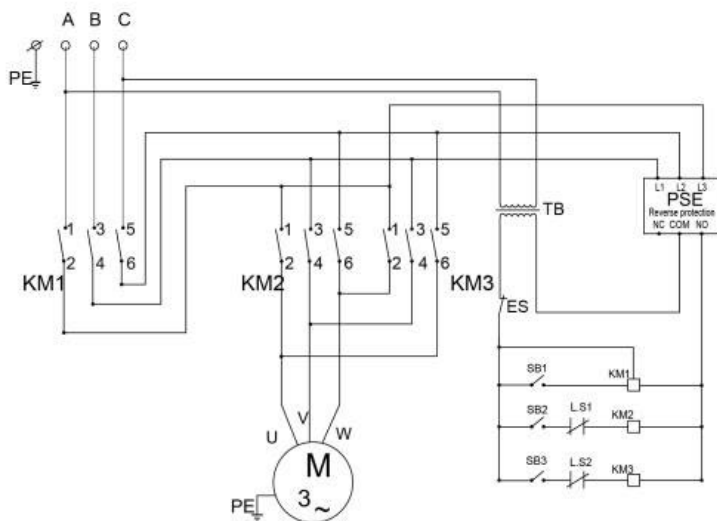 A B C
PE
L1 L2 L3
PSE
Reverse protection
NC COM NO
TB
1 3 5
2 4 6
KM1
1 3 5
2 4 6
KM2
1 3 5
2 4 6
KM3
ES
SB1 KM1
SB2 L.S1 KM2
SB3 L.S2 KM3
U V W
M
3 ~
PE